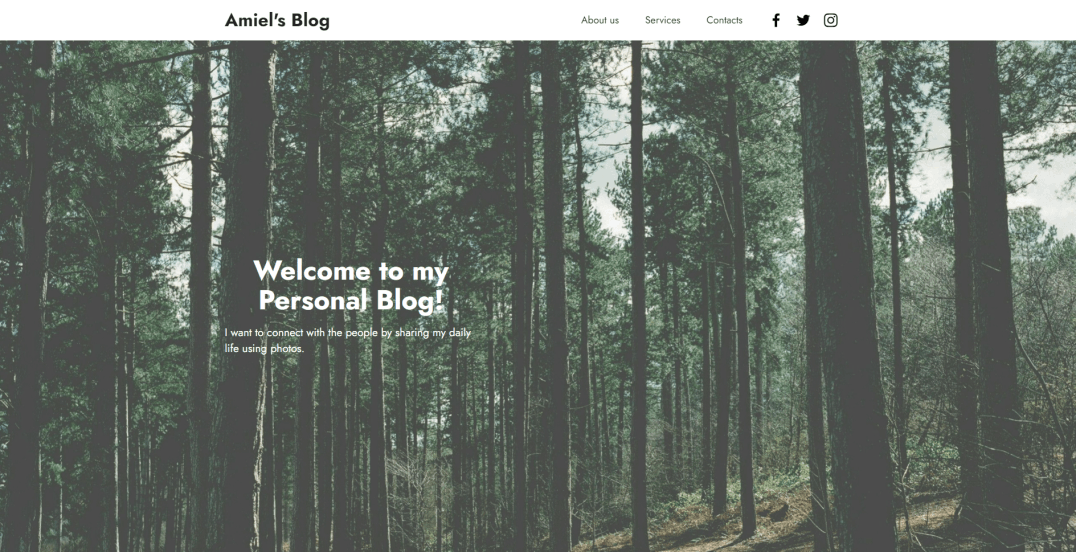 Amiel's Blog
About us Services Contacts
Welcome to my
Personal Blog!
I want to connect with the people by sharing my daily
life using photos.